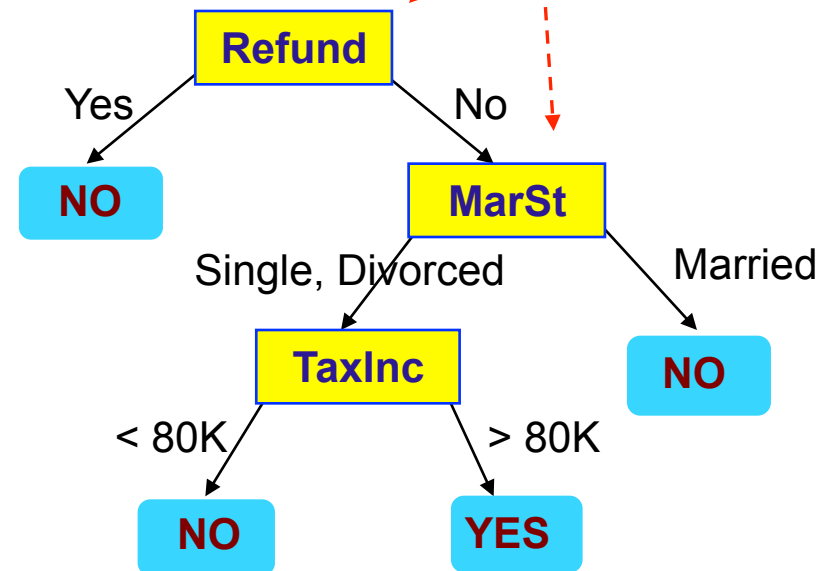 Refund
Yes
No
NO
MarSt
Single, Divorced
Married
TaxInc
NO
< 80K
> 80K
NO
YES